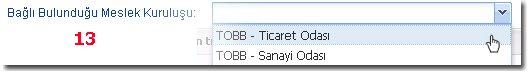 Bağlı Bulunduğu Meslek Kuruluşu:
13
TOBB - Ticaret Odası
TOBB - Sanayi Odası